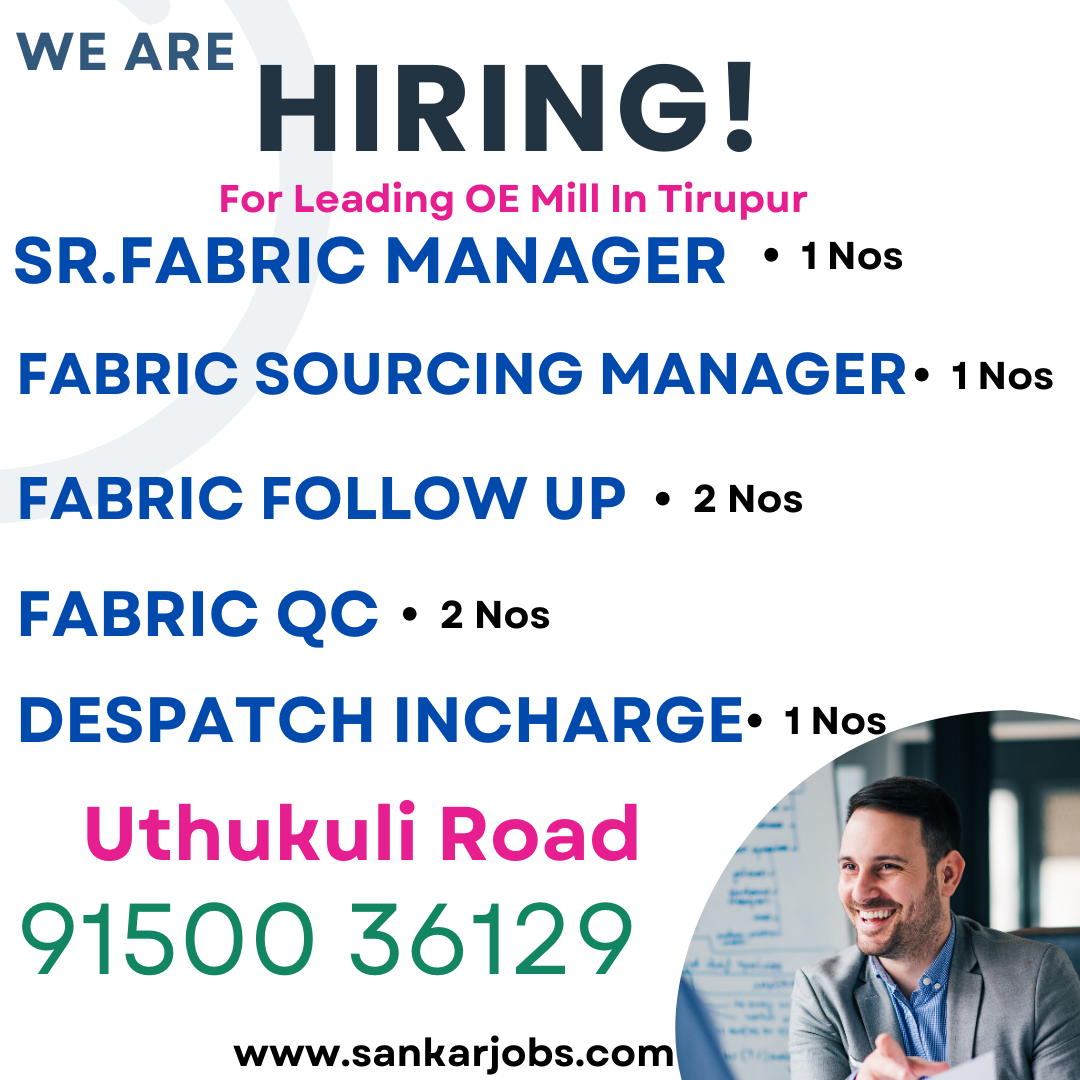 WE ARE
HIRING!
For Leading OE Mill In Tirupur
SR.FABRIC MANAGER • 1 Nos
FABRIC SOURCING MANAGER • 1 Nos
FABRIC FOLLOW UP • 2 Nos
FABRIC QC • 2 Nos
DESPATCH INCHARGE • 1 Nos
Uthukuli Road
91500 36129
www.sankarjobs.com